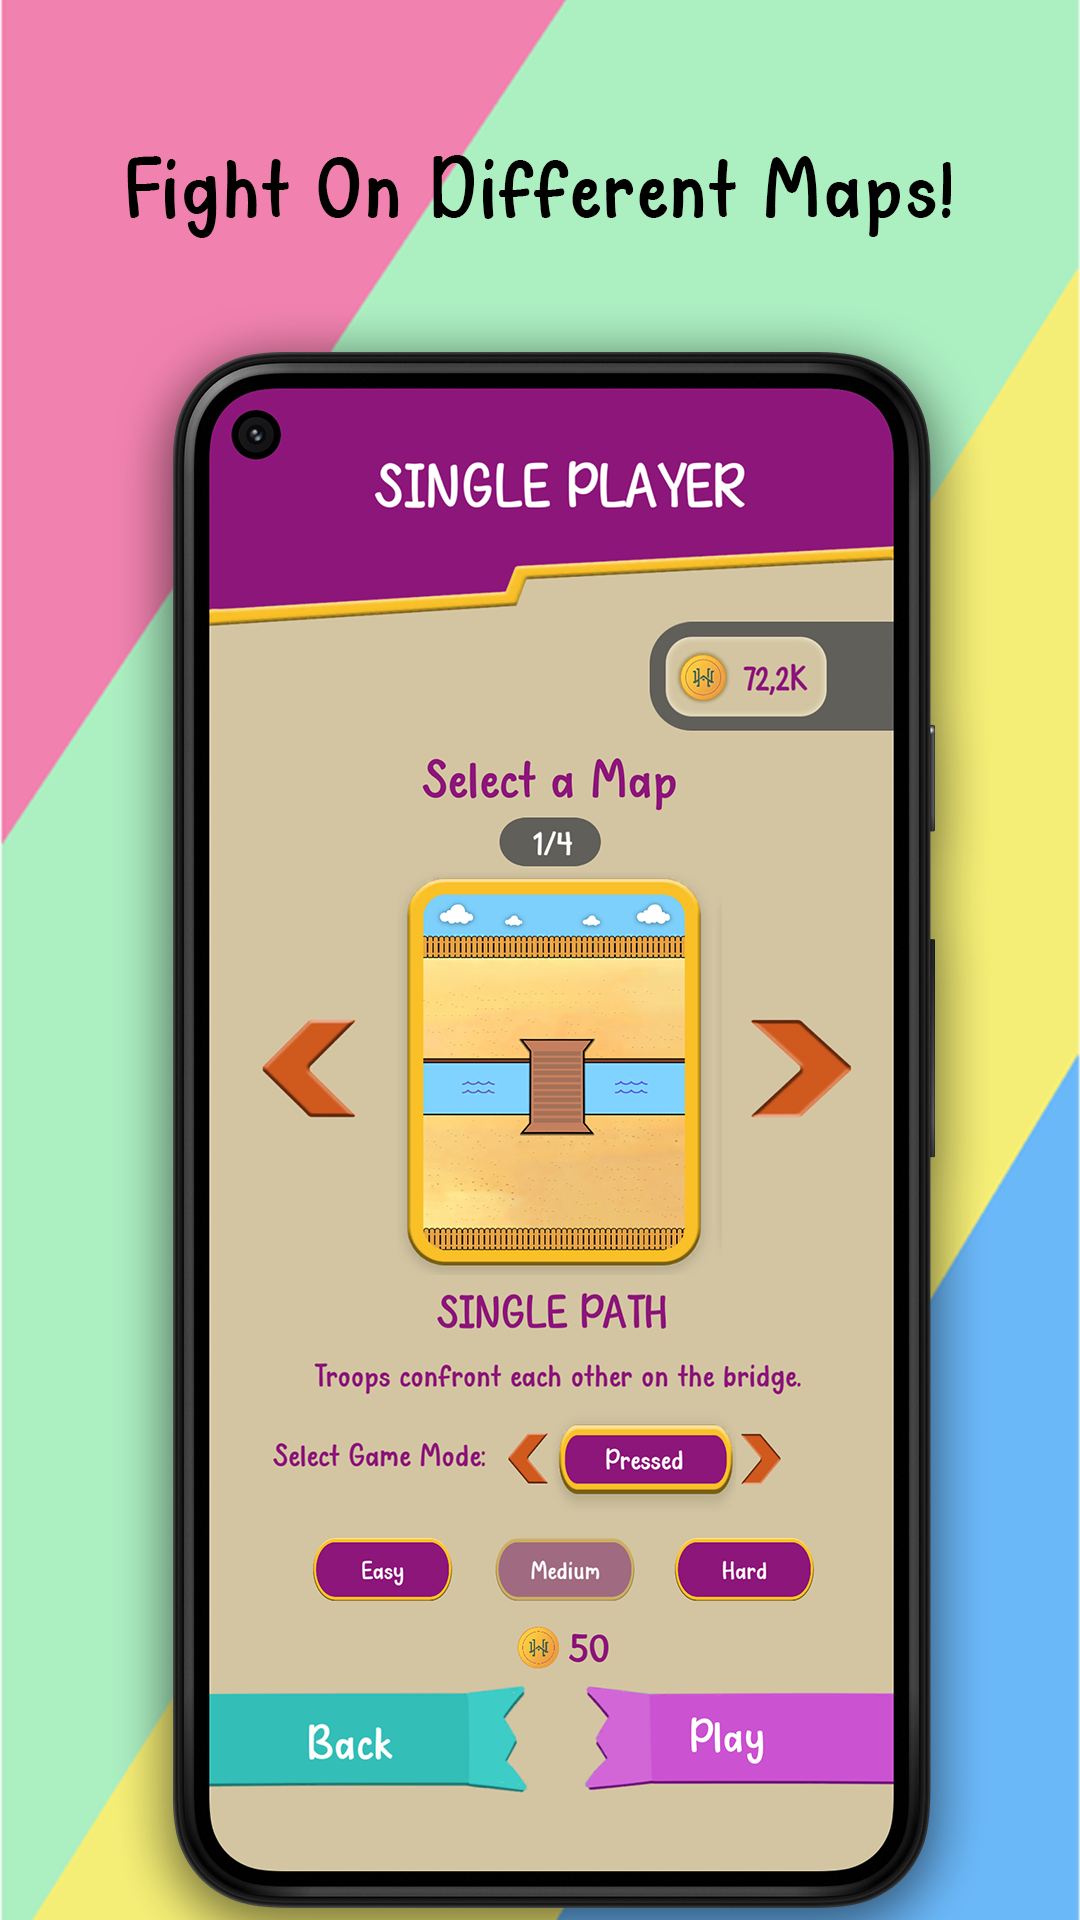 Fight On Different Maps!
SINGLE PLAYER
72,2K
Select a Map
1/4
SINGLE PATH
Troops confront each other on the bridge.
Select Game Mode: Pressed
Easy Medium Hard
50
Back Play